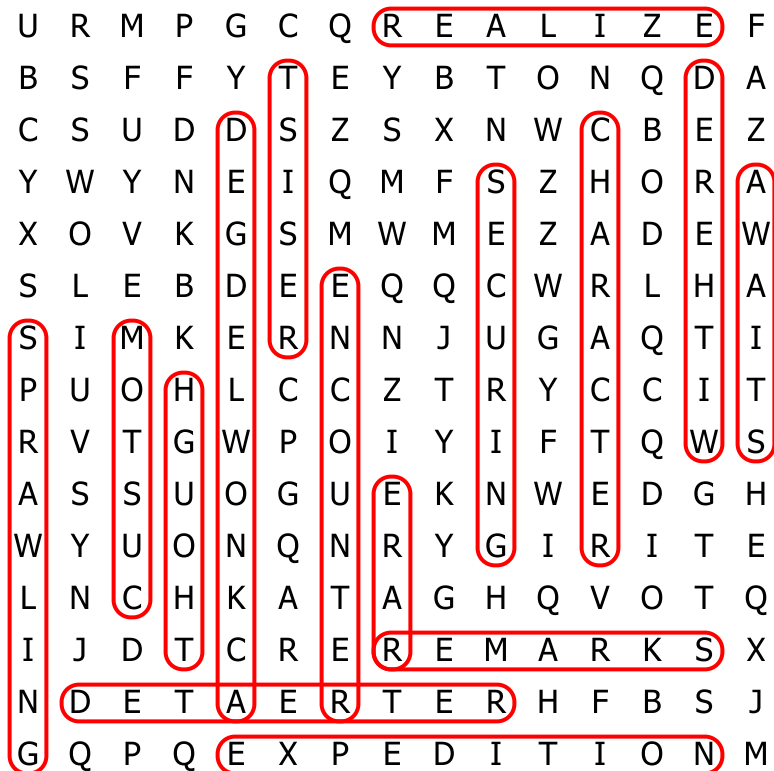 U R M P G C Q R E A L I Z E F
B S F F Y T E Y B T O N Q D A
C S U D D S Z S X N W C B E Z
Y W Y N E I Q M F S Z H O R A
X O V K G S M W M E Z A D E W
S L E B D E E Q Q C W R L H A
S I M K E R N N J U G A Q T I
P U O H L C C Z T R Y C C I T
R V T G W P O I Y I F T Q W S
A S S U O G U E K N W E D G H
W Y U O N Q N R Y G I R I T E
L N C H K A T A G H Q V O T Q
I J D T C R E R E M A R K S X
N D E T A E R T E R H F B S J
G Q P Q E X P E D I T I O N M